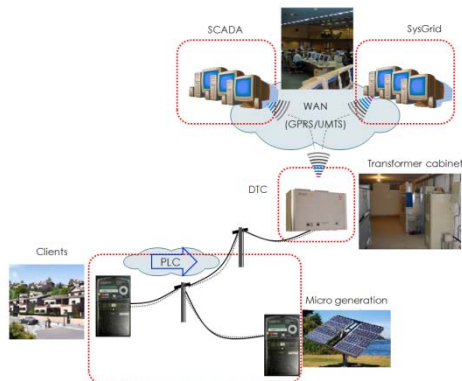 SCADA
SysGrid
WAN
(GPRS/UMTS)
Transformer cabinet
DTC
Clients
PLC
Micro generation